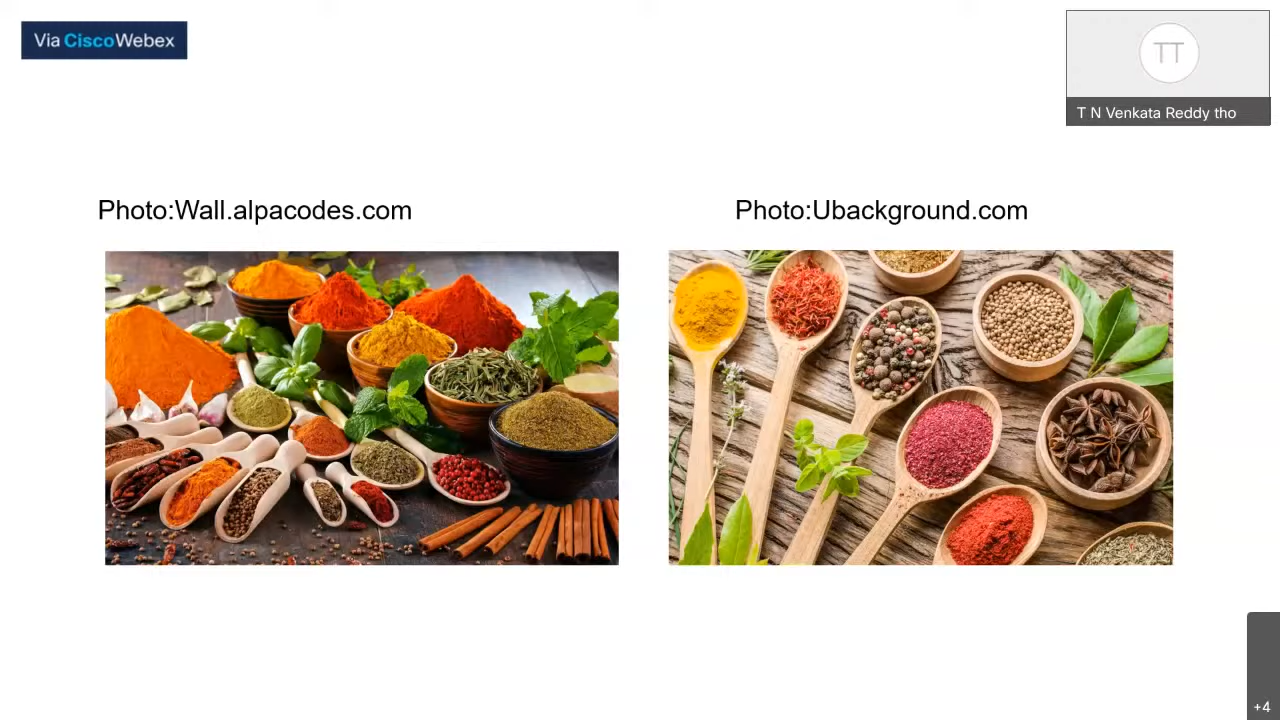 Via CiscoWebex
TT
T N Venkata Reddy tho
Photo:Wall.alpacodes.com
Photo:Ubackground.com
+4